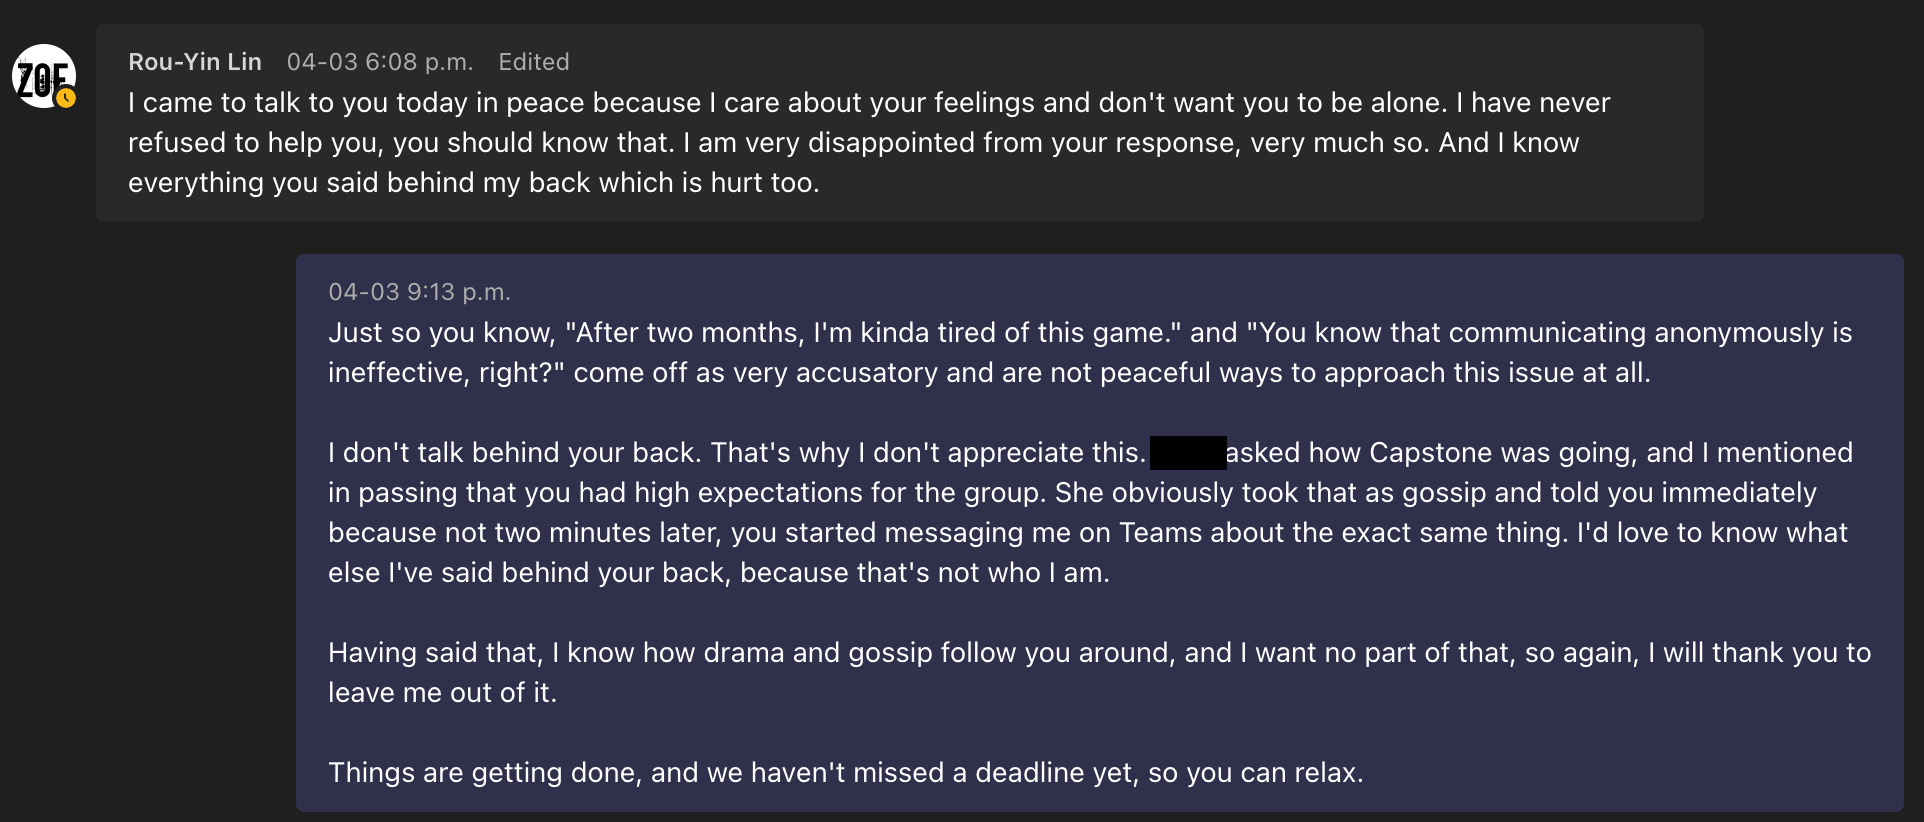 ZOE
Rou-Yin Lin 04-03 6:08 p.m. Edited
I came to talk to you today in peace because I care about your feelings and don't want you to be alone. I have never
refused to help you, you should know that. I am very disappointed from your response, very much so. And I know
everything you said behind my back which is hurt too.
04-03 9:13 p.m.
Just so you know, "After two months, I'm kinda tired of this game." and "You know that communicating anonymously is
ineffective, right?" come off as very accusatory and are not peaceful ways to approach this issue at all.
I don't talk behind your back. That's why I don't appreciate this. asked how Capstone was going, and I mentioned
in passing that you had high expectations for the group. She obviously took that as gossip and told you immediately
because not two minutes later, you started messaging me on Teams about the exact same thing. I'd love to know what
else I've said behind your back, because that's not who I am.
Having said that, I know how drama and gossip follow you around, and I want no part of that, so again, I will thank you to
leave me out of it.
Things are getting done, and we haven't missed a deadline yet, so you can relax.